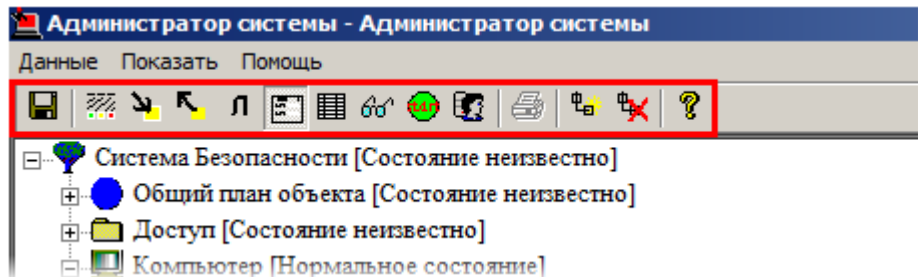 Администратор системы - Администратор системы
Данные Показать Помощь
Л
Система Безопасности [Состояние неизвестно]
Общий план объекта [Состояние неизвестно]
Доступ [Состояние неизвестно]
Компьютер [Нормальное состояние]